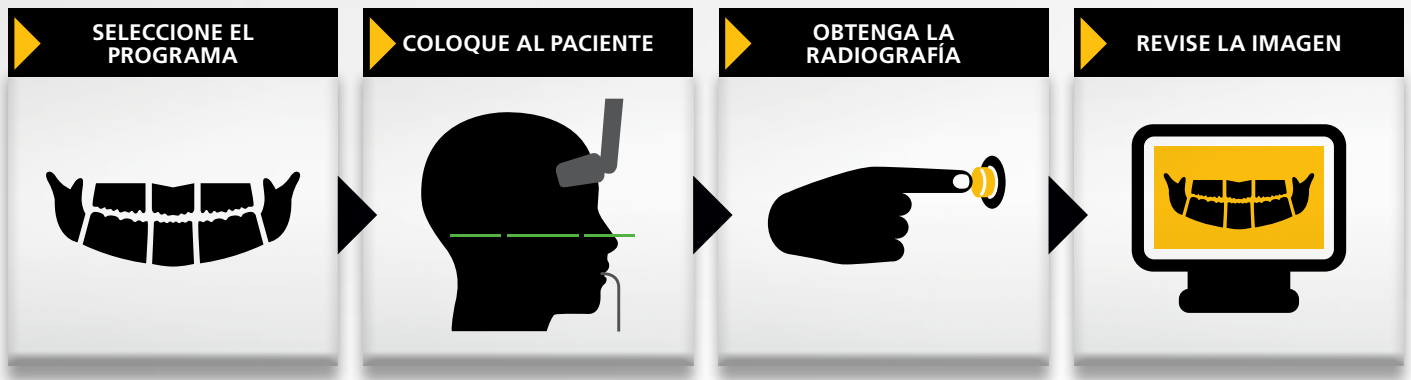 SELECCIONE EL
PROGRAMA
COLOQUE AL PACIENTE
OBTENGA LA
RADIOGRAFÍA
REVISE LA IMAGEN